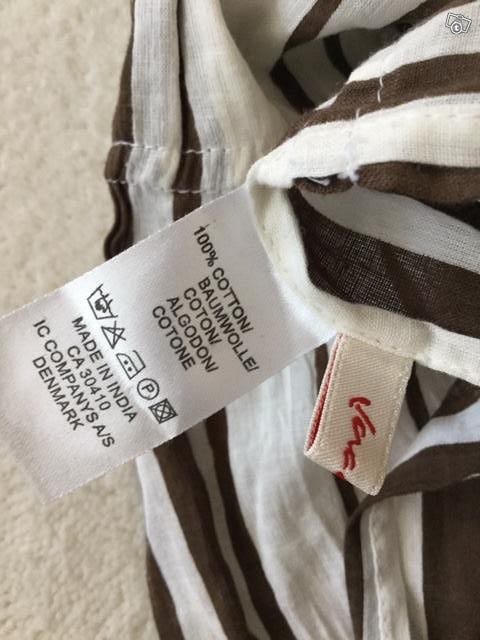 100% COTTON/
BAUMWOLLE/
COTON/
ALGODON/
COTONE
P
MADE IN INDIA
CA 30410
IC COMPANYS A/S
DENMARK